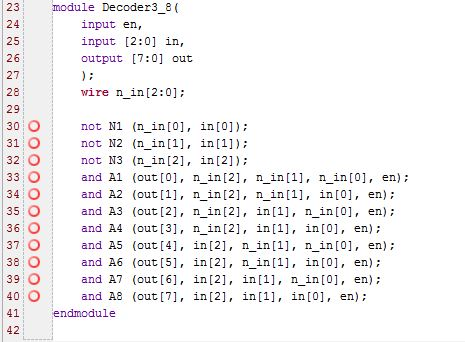 23 module Decoder3_8(
24 input en,
25 input [2:0] in,
26 output [7:0] out
27 );
28 wire n_in[2:0];
29
30 not N1 (n_in[0], in[0]);
31 not N2 (n_in[1], in[1]);
32 not N3 (n_in[2], in[2]);
33 and A1 (out[0], n_in[2], n_in[1], n_in[0], en);
34 and A2 (out[1], n_in[2], n_in[1], in[0], en);
35 and A3 (out[2], n_in[2], in[1], n_in[0], en);
36 and A4 (out[3], n_in[2], in[1], in[0], en);
37 and A5 (out[4], in[2], n_in[1], n_in[0], en);
38 and A6 (out[5], in[2], n_in[1], in[0], en);
39 and A7 (out[6], in[2], in[1], n_in[0], en);
40 and A8 (out[7], in[2], in[1], in[0], en);
41 endmodule
42